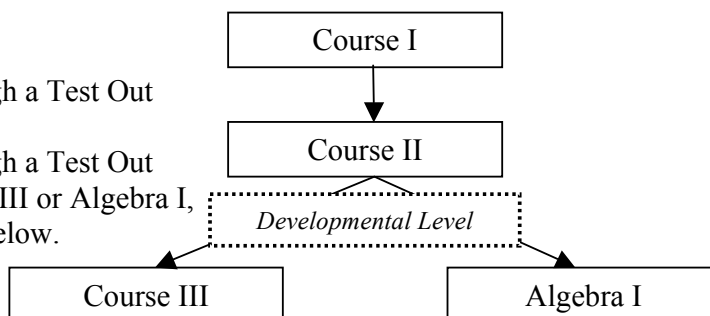 Course I
gh a Test Out
Course II
gh a Test Out
III or Algebra I,
elow.
Developmental Level
Course III
Algebra I